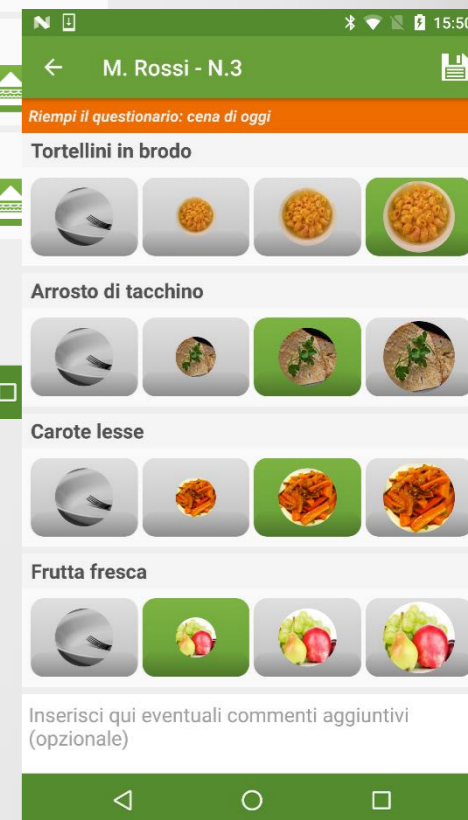 15:50
M. Rossi - N.3
Riempi il questionario: cena di oggi
Tortellini in brodo
Arrosto di tacchino
Carote lesse
Frutta fresca
Inserisci qui eventuali commenti aggiuntivi
(opzionale)